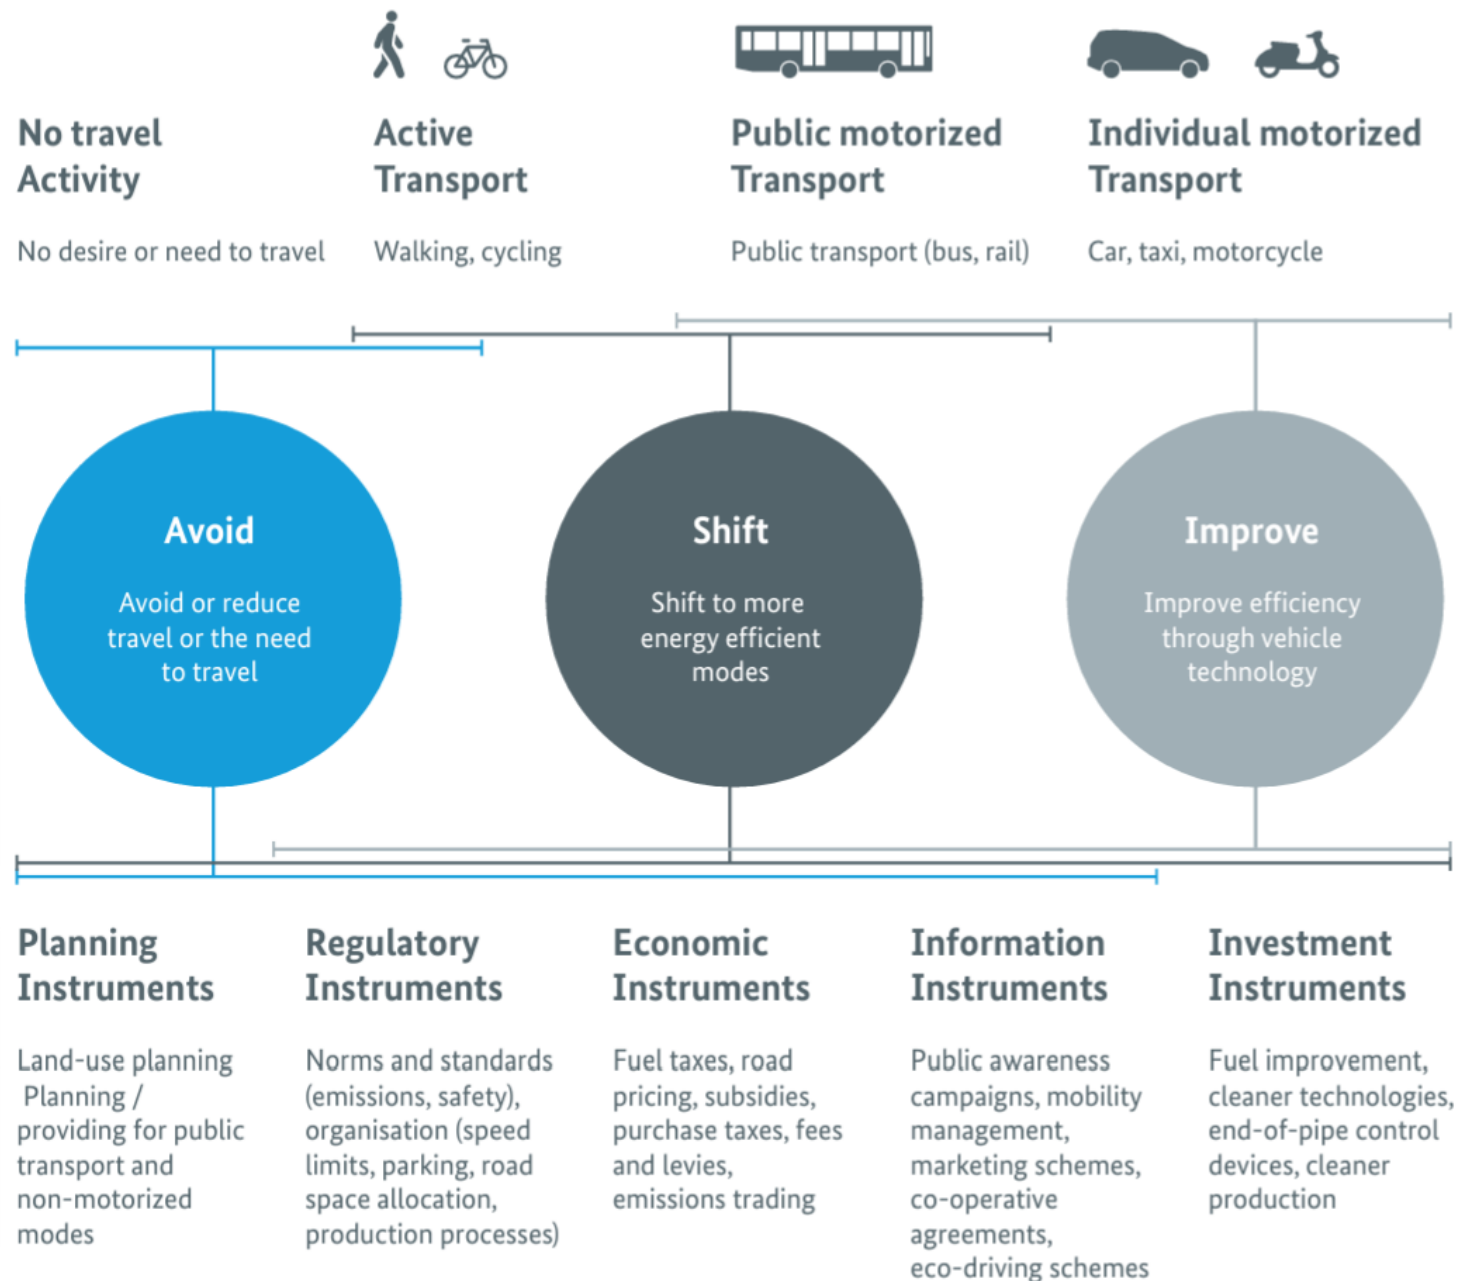 No travel
Activity
No desire or need to travel
Active
Transport
Walking, cycling
Public motorized
Transport
Public transport (bus, rail)
Individual motorized
Transport
Car, taxi, motorcycle
Avoid
Avoid or reduce
travel or the need
to travel
Shift
Shift to more
energy efficient
modes
Improve
Improve efficiency
through vehicle
technology
Planning
Instruments
Land-use planning
Planning /
providing for public
transport and
non-motorized
modes
Regulatory
Instruments
Norms and standards
(emissions, safety),
organisation (speed
limits, parking, road
space allocation,
production processes)
Economic
Instruments
Fuel taxes, road
pricing, subsidies,
purchase taxes, fees
and levies,
emissions trading
Information
Instruments
Public awareness
campaigns, mobility
management,
marketing schemes,
co-operative
agreements,
eco-driving schemes
Investment
Instruments
Fuel improvement,
cleaner technologies,
end-of-pipe control
devices, cleaner
production